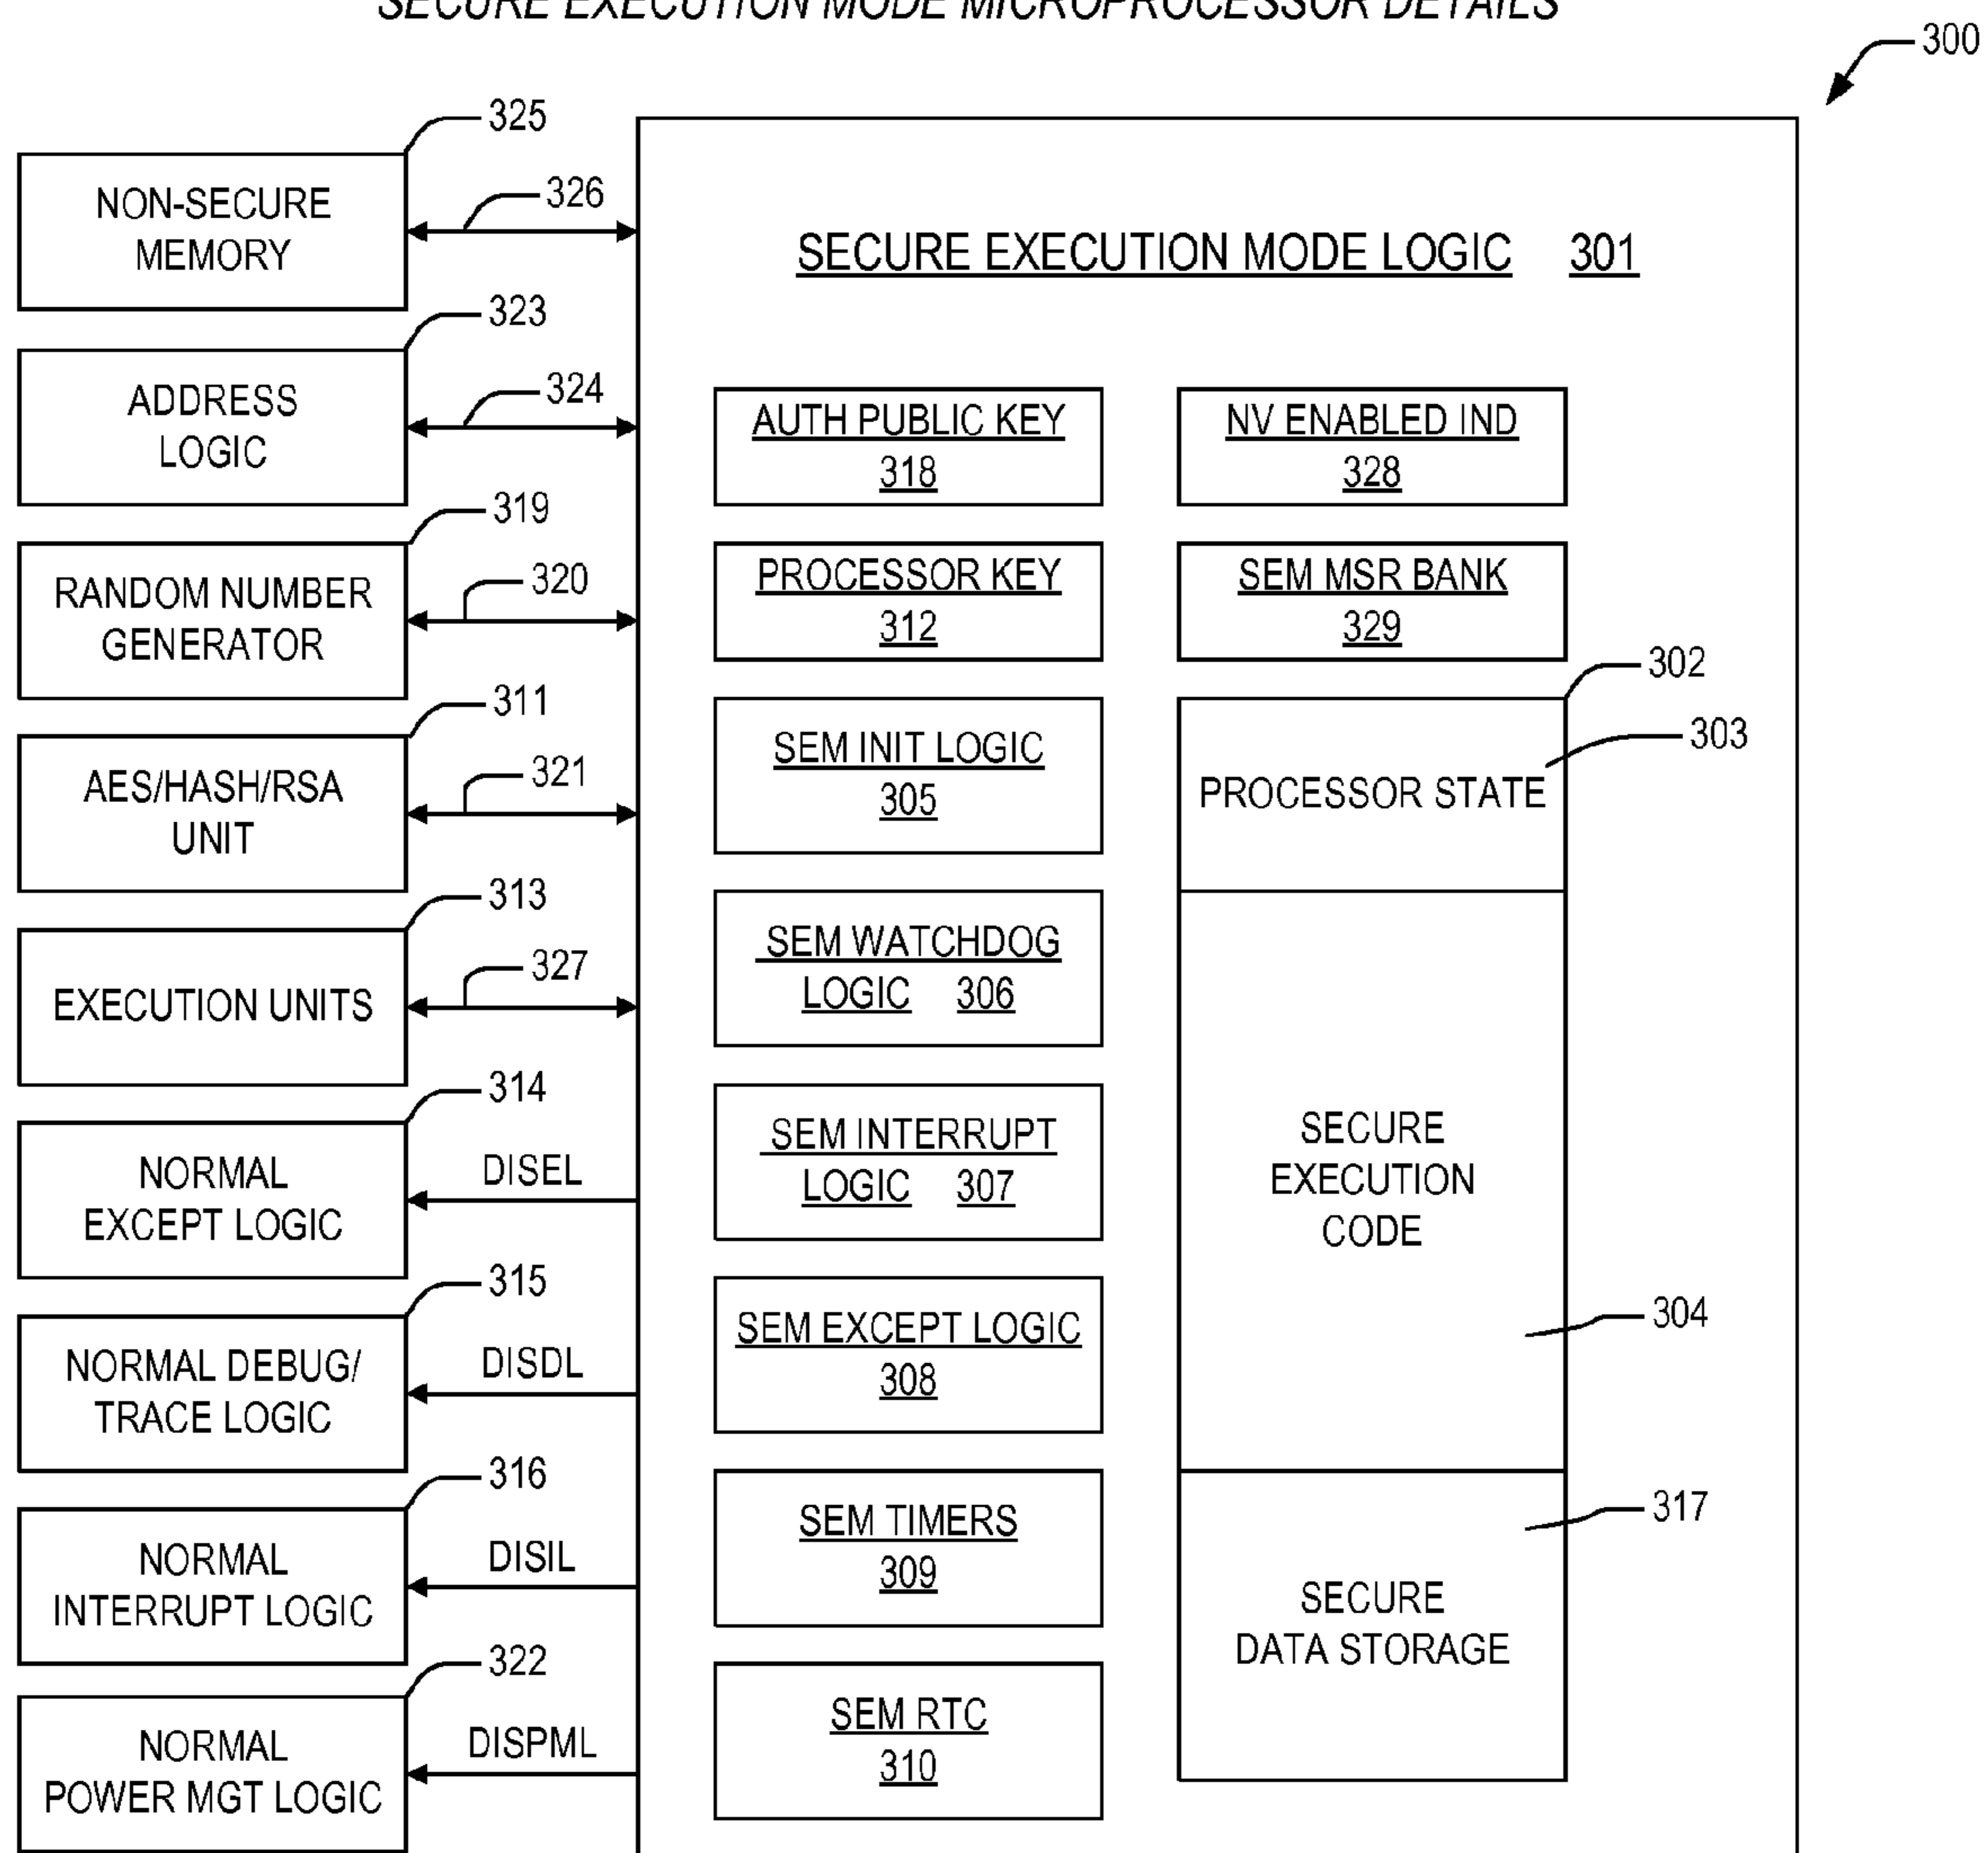 SECURE EXECUTION MODE MICROPROCESSOR DETAILS
300
325
NON-SECURE
MEMORY
326
323
ADDRESS
LOGIC
324
319
RANDOM NUMBER
GENERATOR
320
311
AES/HASH/RSA
UNIT
321
313
EXECUTION UNITS
327
314
NORMAL
EXCEPT LOGIC
DISEL
315
NORMAL DEBUG/
TRACE LOGIC
DISDL
316
NORMAL
INTERRUPT LOGIC
DISIL
322
NORMAL
POWER MGT LOGIC
DISPML
SECURE EXECUTION MODE LOGIC 301
AUTH PUBLIC KEY
318
PROCESSOR KEY
312
SEM INIT LOGIC
305
SEM WATCHDOG
LOGIC 306
SEM INTERRUPT
LOGIC 307
SEM EXCEPT LOGIC
308
SEM TIMERS
309
SEM RTC
310
NV ENABLED IND
328
SEM MSR BANK
329
302
303
PROCESSOR STATE
SECURE
EXECUTION
CODE
304
317
SECURE
DATA STORAGE